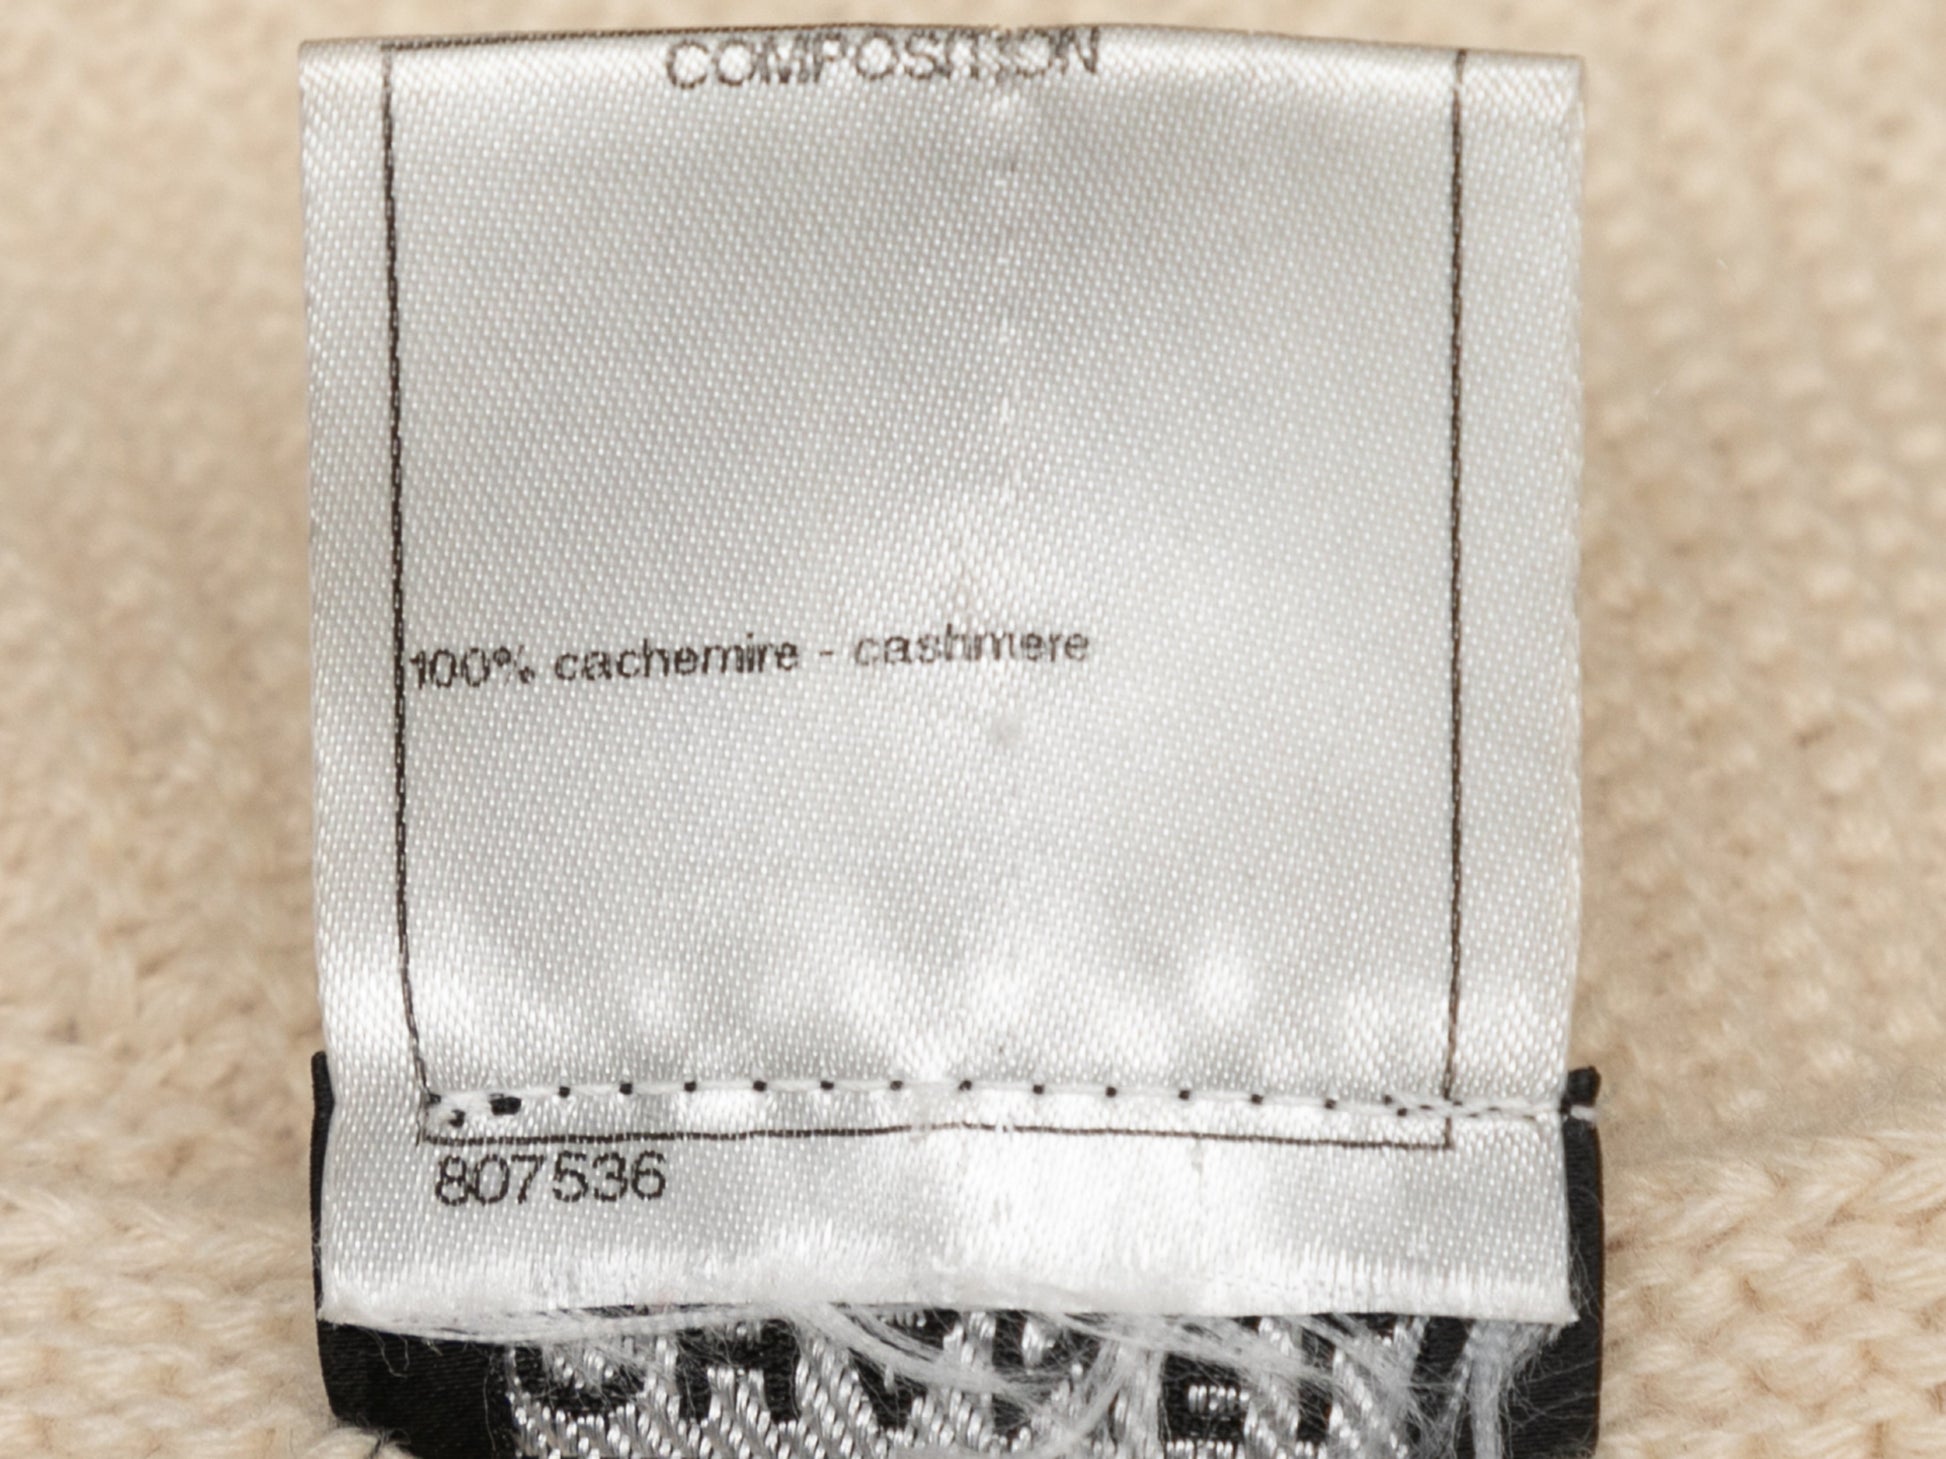 COMPOSITION
100% cachemire - cashmere
807536